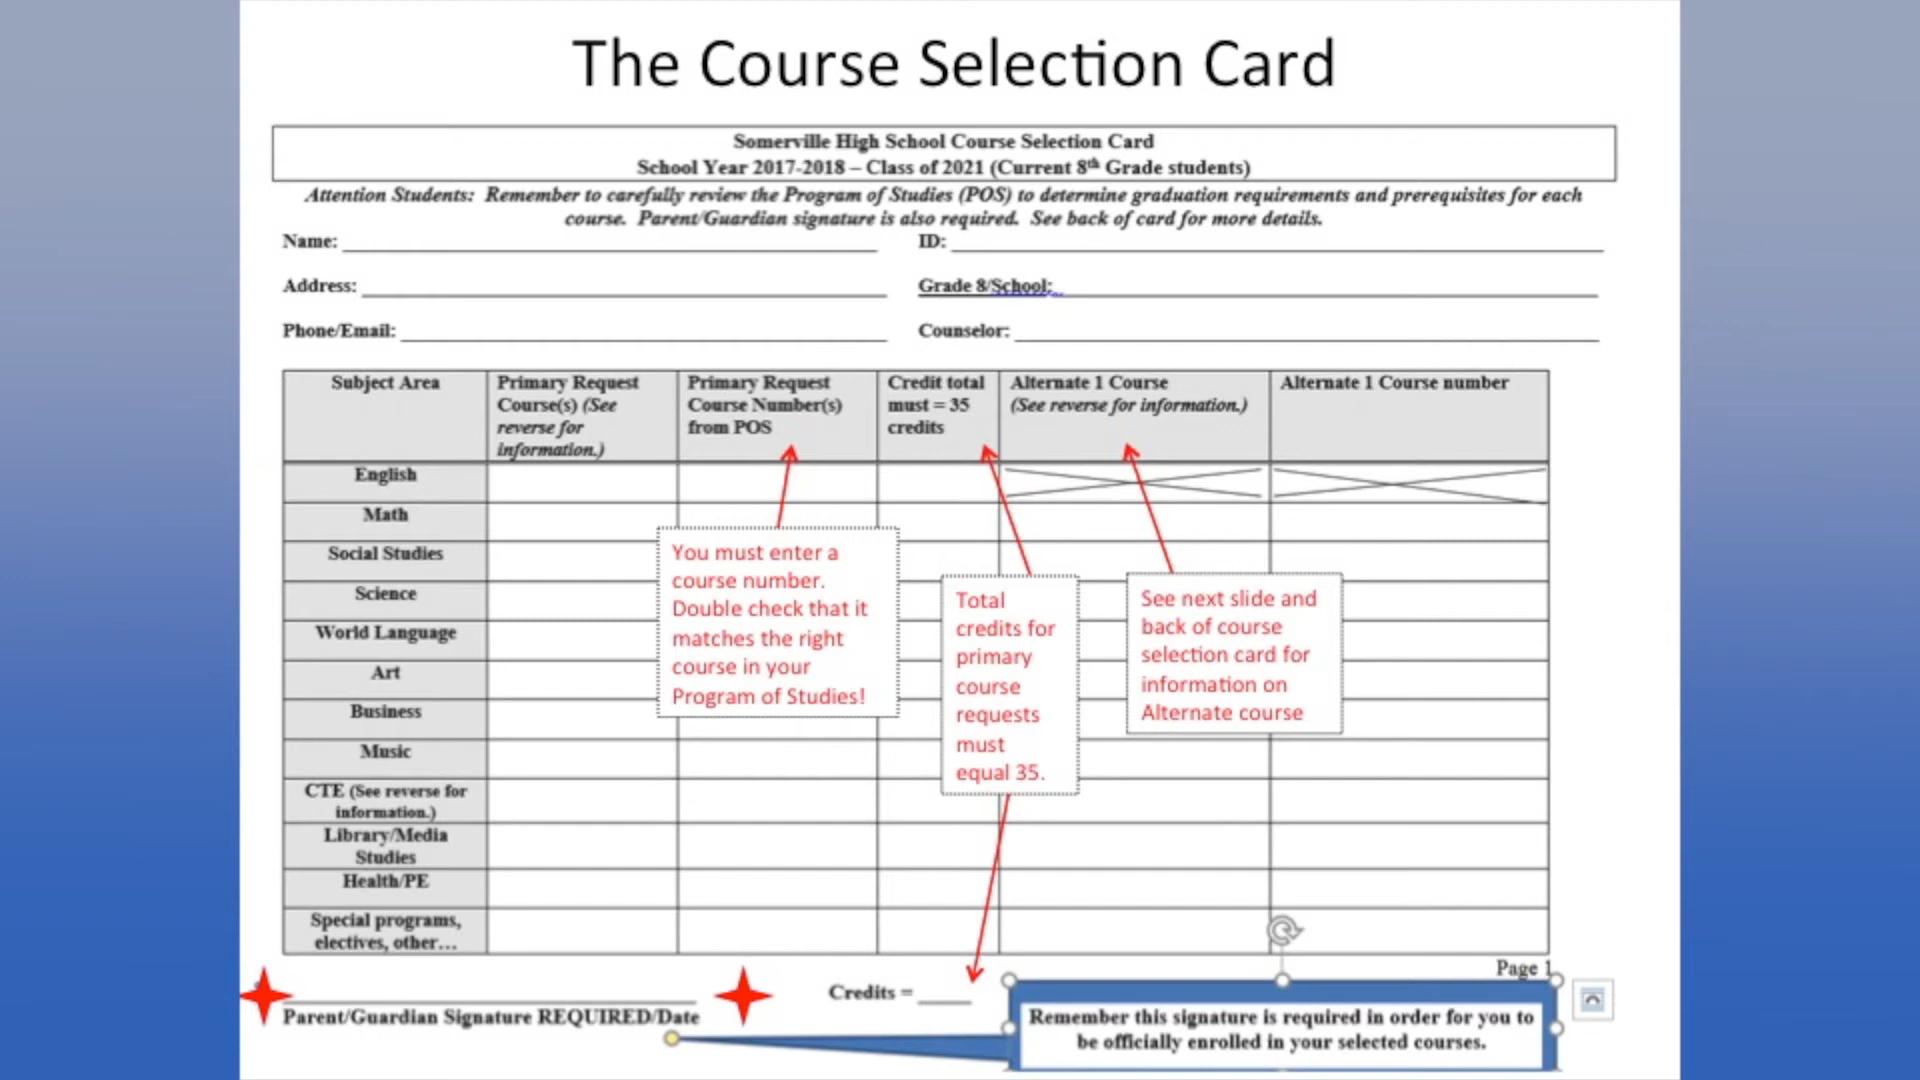 The Course Selection Card
Somerville High School Course Selection Card
School Year 2017-2018 – Class of 2021 (Current 8th Grade students)
Attention Students: Remember to carefully review the Program of Studies (POS) to determine graduation requirements and prerequisites for each
course. Parent/Guardian signature is also required. See back of card for more details.
Name: ID:
Address: Grade 8/School:
Phone/Email: Counselor:
Subject Area
Primary Request
Course(s) (See
reverse for
information.)
Primary Request
Course Number(s)
from POS
Credit total
must = 35
credits
Alternate 1 Course
(See reverse for information.)
Alternate 1 Course number
English
Math
Social Studies
Science
World Language
Art
Business
Music
CTE (See reverse for
information.)
Library/Media
Studies
Health/PE
Special programs,
electives, other…
You must enter a
course number.
Double check that it
matches the right
course in your
Program of Studies!
Total
credits for
primary
course
requests
must
equal 35.
See next slide and
back of course
selection card for
information on
Alternate course
Page 1
Credits = ____
Parent/Guardian Signature REQUIRED/Date
Remember this signature is required in order for you to
be officially enrolled in your selected courses.